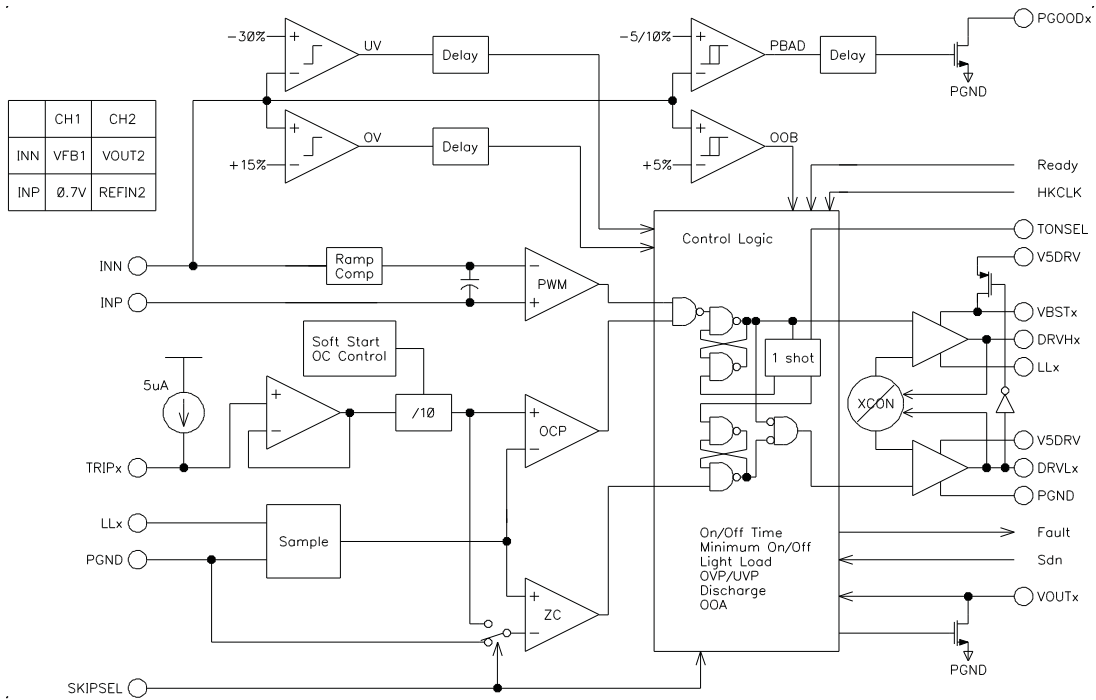 PGOODx
-30%
UV
Delay
-5/10%
PBAD
Delay
PGND
CH1 CH2
INN VFB1 VOUT2
INP 0.7V REFIN2
OV
Delay
+15%
OOB
+5%
Ready
HKCLK
Control Logic
TONSEL
V5DRV
INN
Ramp
Comp
PWM
INP
VBSTx
DRVHx
LLx
Soft Start
OC Control
1 shot
5uA
/10
XCON
OCP
TRIPx
V5DRV
DRVLx
PGND
LLx
Sample
PGND
On/Off Time
Minimum On/Off
Light Load
OVP/UVP
Discharge
OOA
Fault
Sdn
VOUTx
ZC
PGND
SKIPSEL